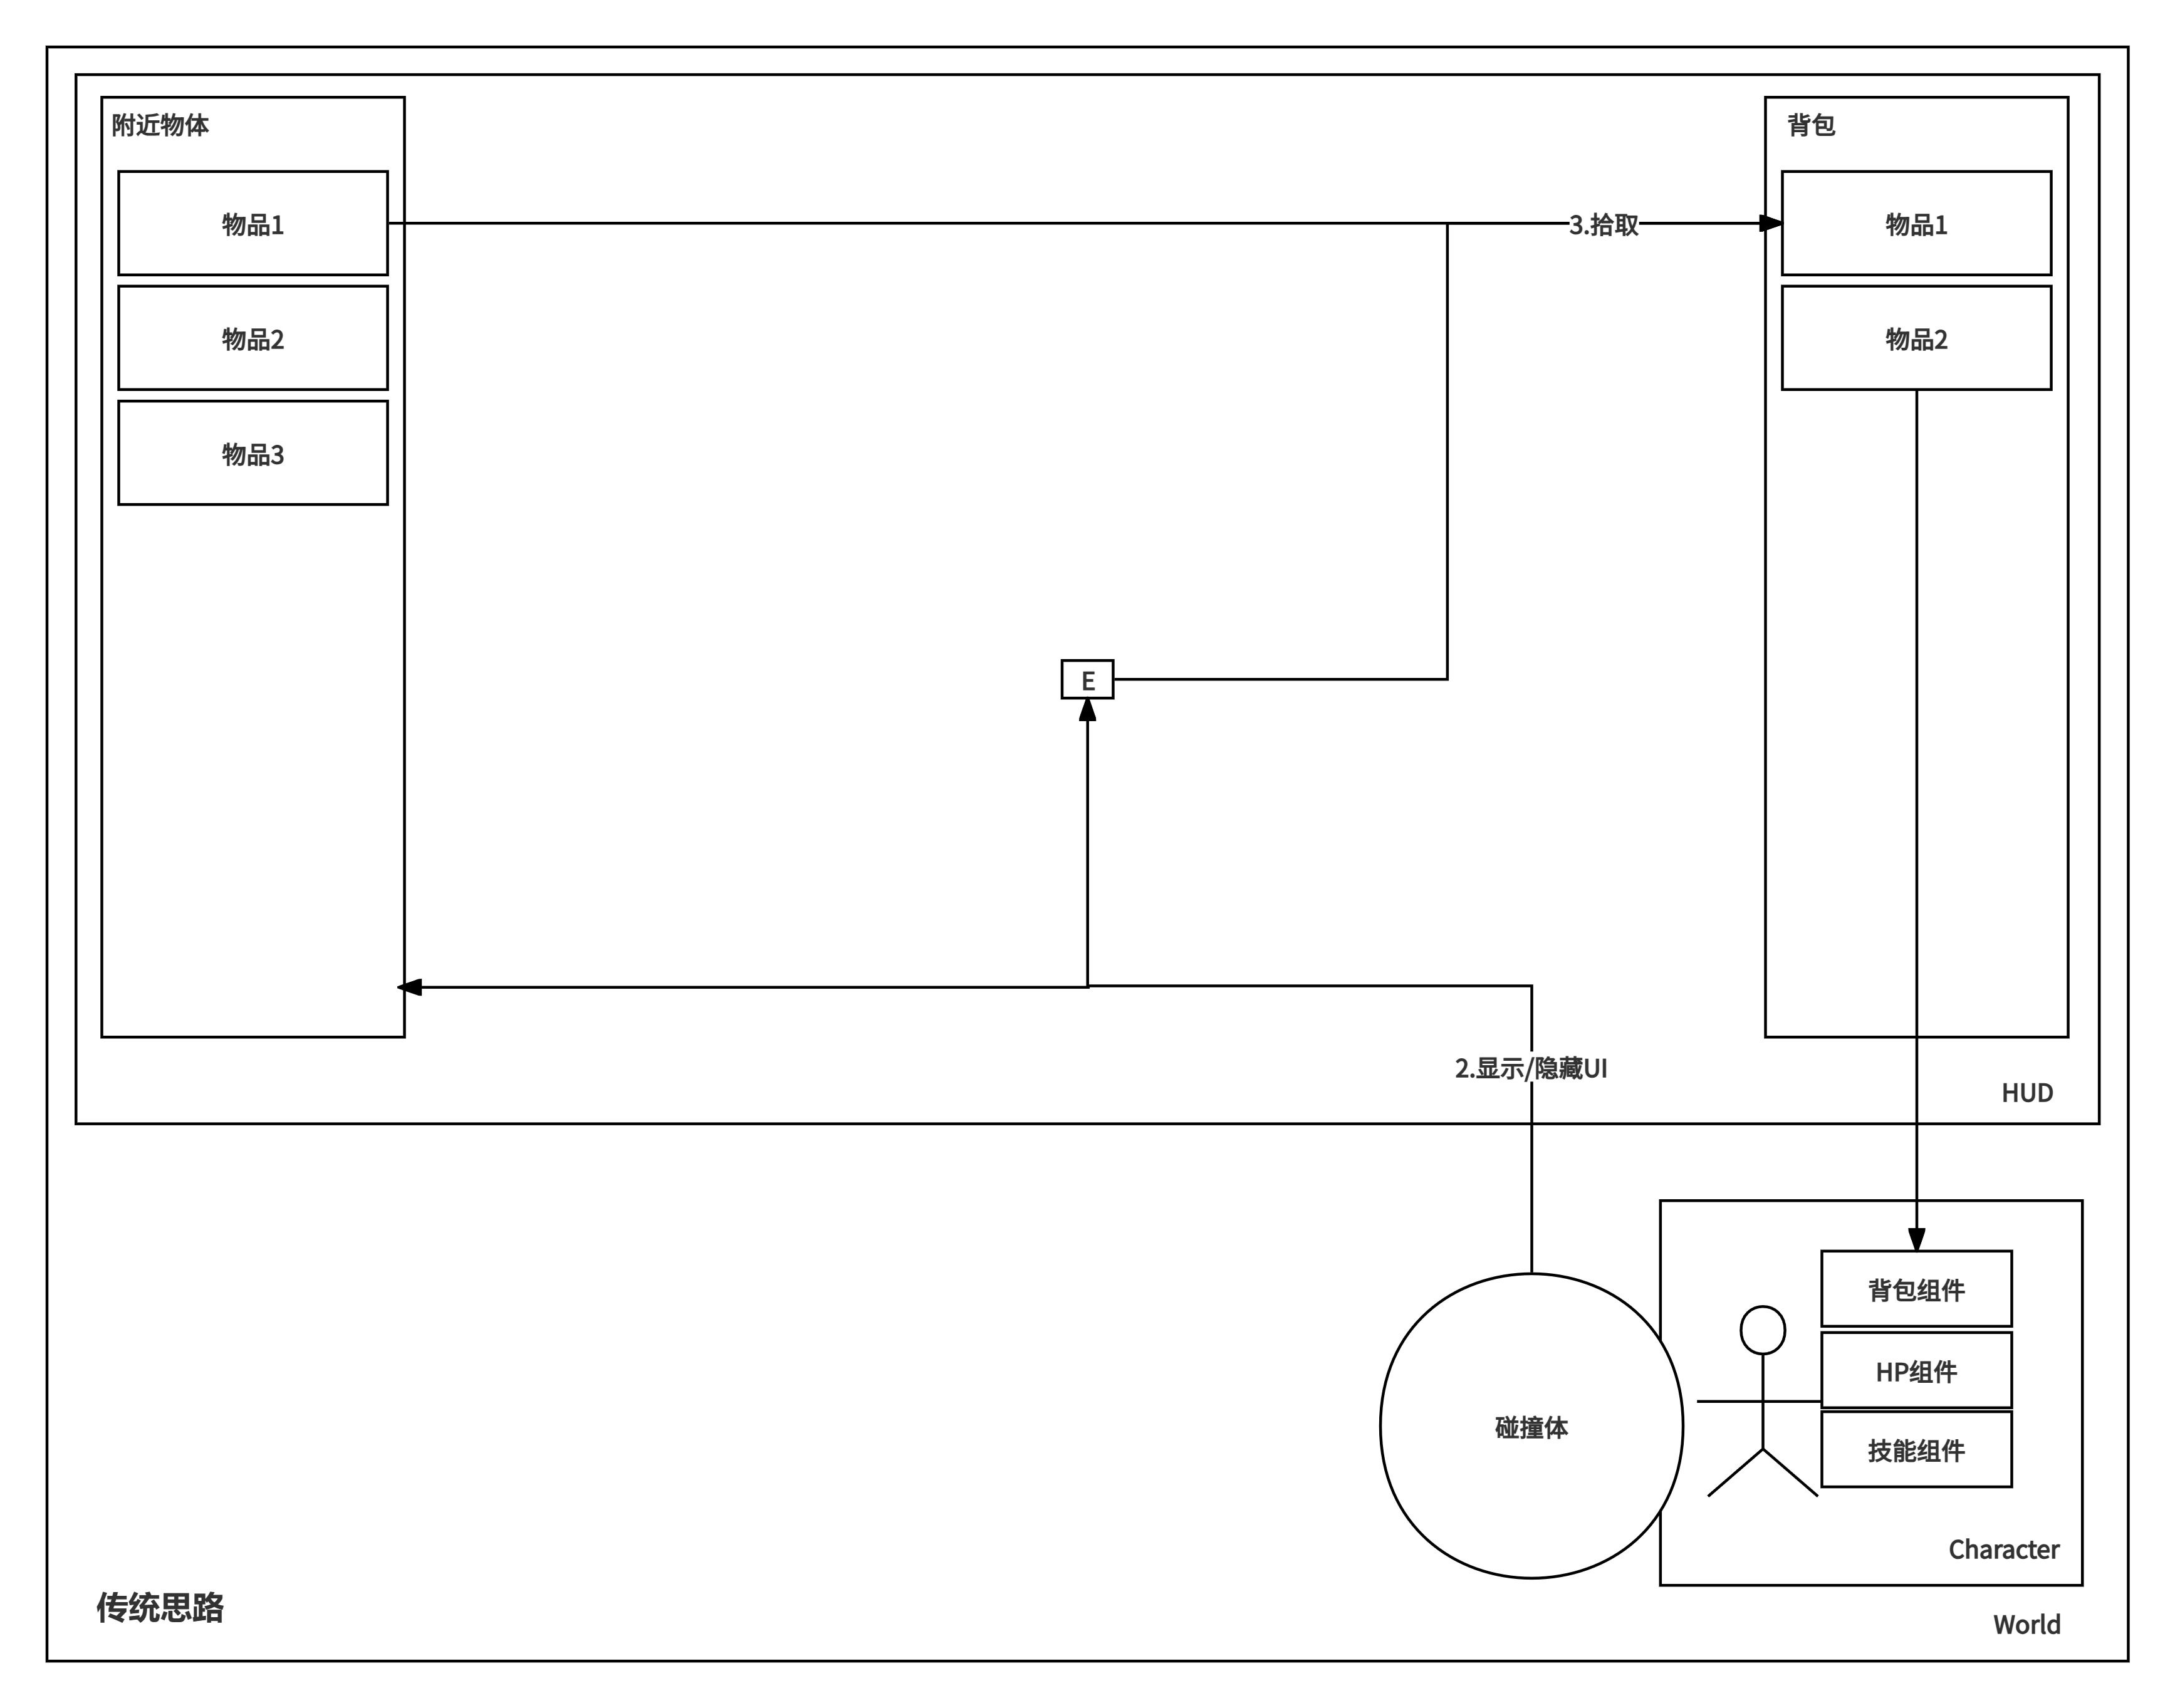 附近物体
背包
物品1
3.拾取
物品1
物品2
物品2
物品3
E
2.显示/隐藏UI
HUD
背包组件
HP组件
碰撞体
技能组件
Character
传统思路
World